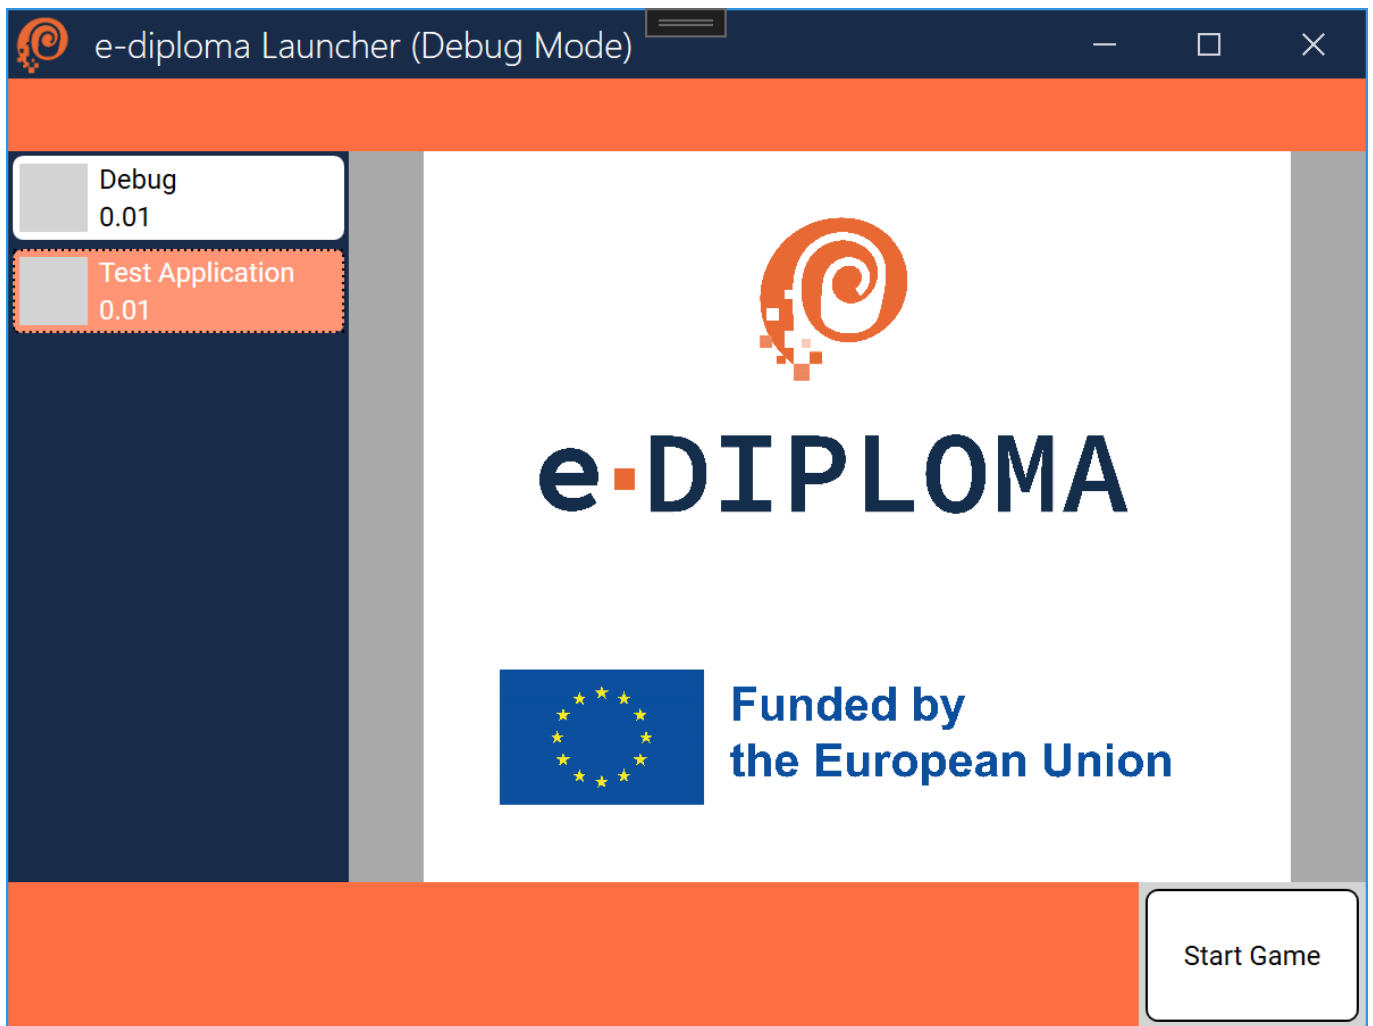 e-diploma Launcher (Debug Mode)
Debug
0.01
Test Application
0.01
e·DIPLOMA
Funded by
the European Union
Start Game